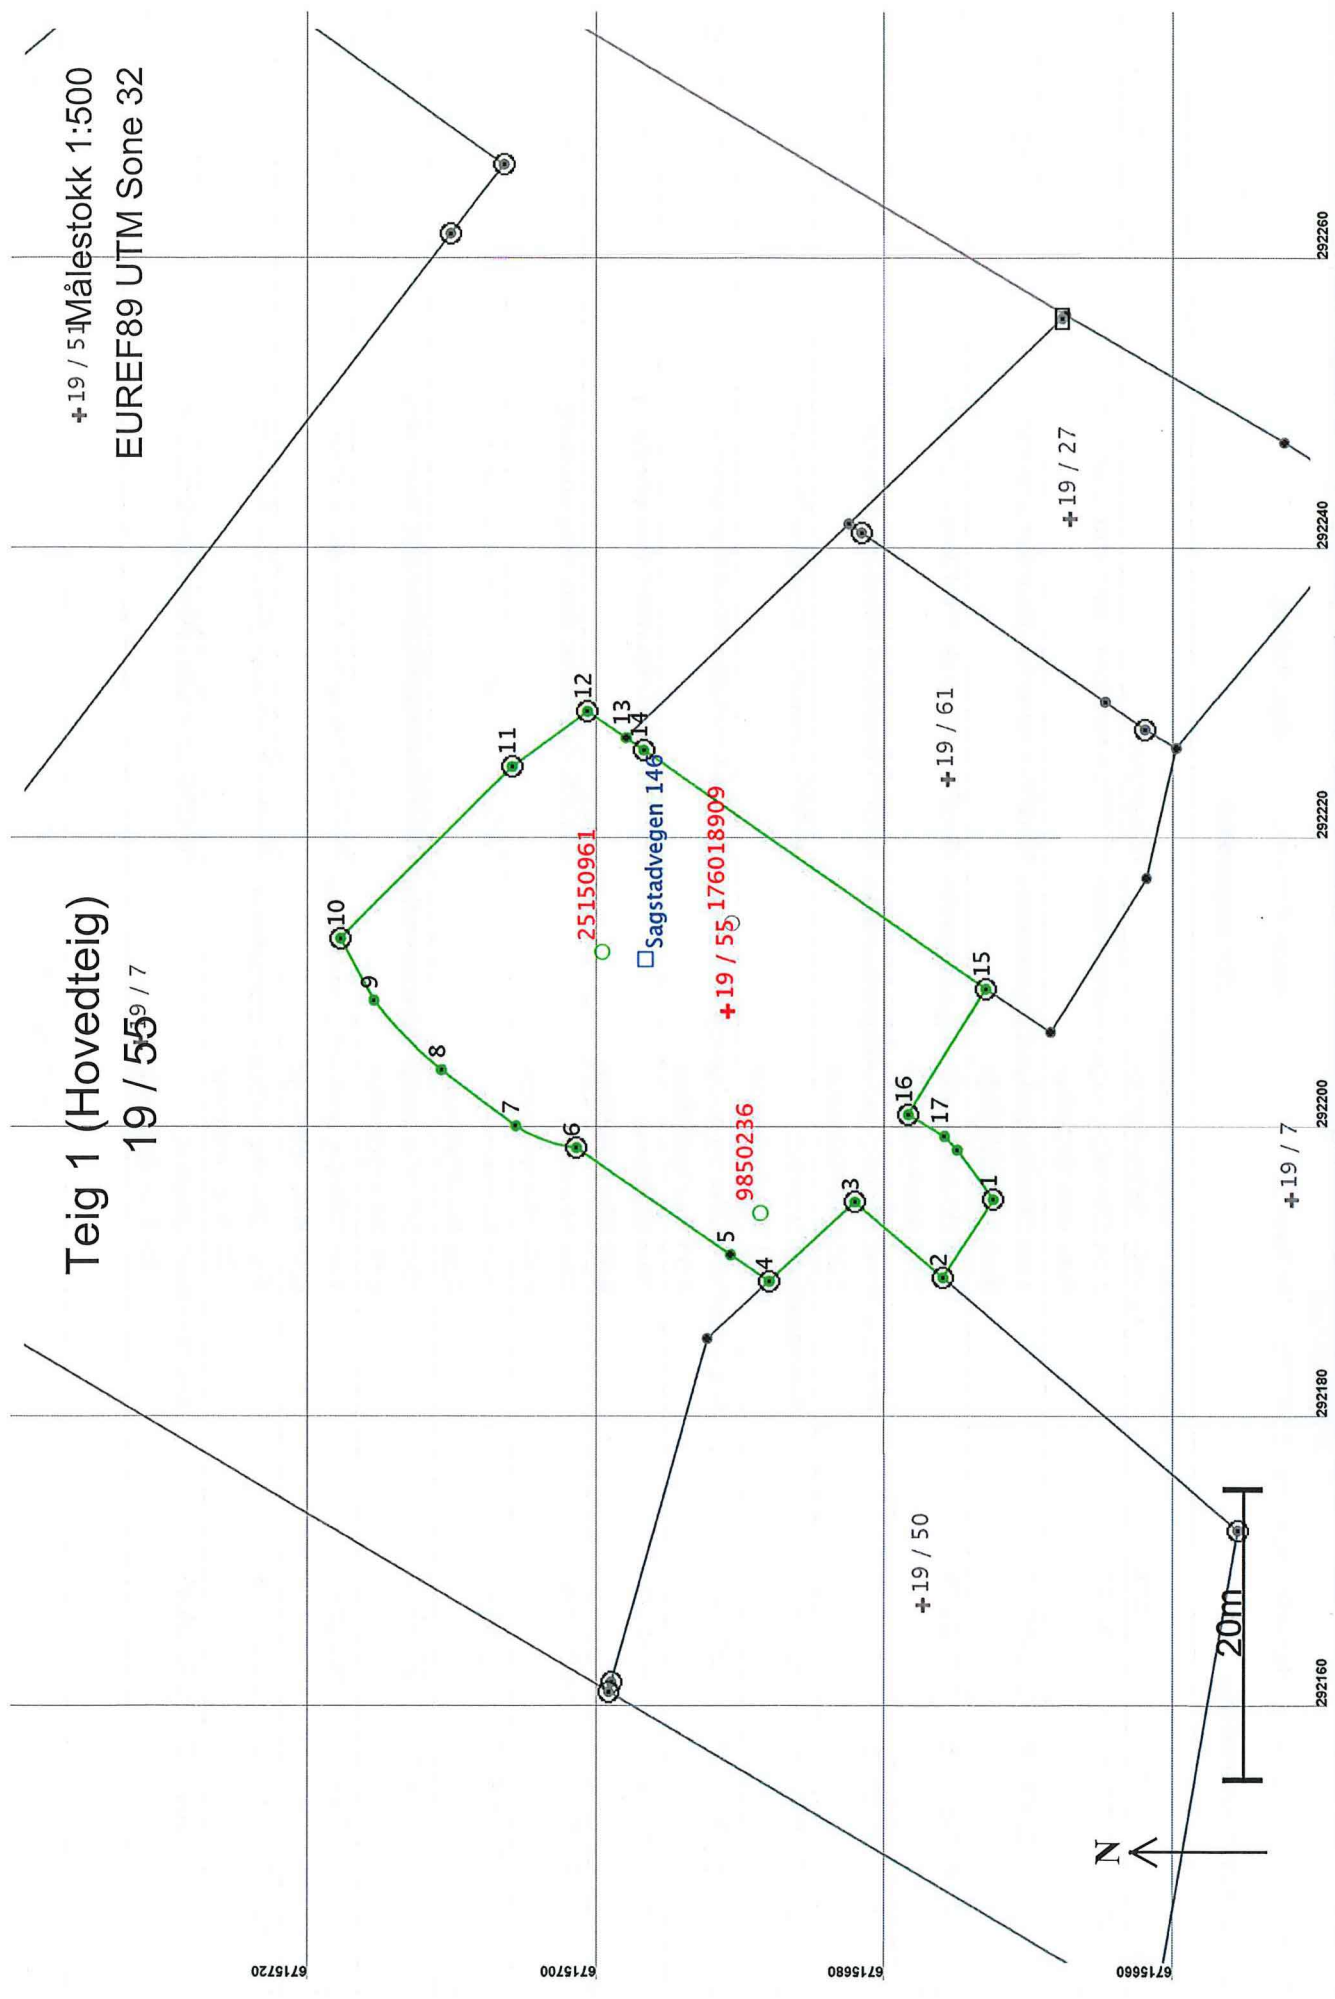 Teig 1 (Hovedteig)
19 / 55
+19 / 7
+19 / 51
Målestokk 1:500
EUREF89 UTM Sone 32
10
9
8
7
6
5
4
3
2
1
11
12
13
14
15
16
17
25150961
Sagstadvegen 146
+19 / 55
176018909
9850236
+19 / 61
+19 / 27
+19 / 50
+19 / 7
20m
N
6715720
6715700
6715680
6715660
292160
292180
292200
292220
292240
292260